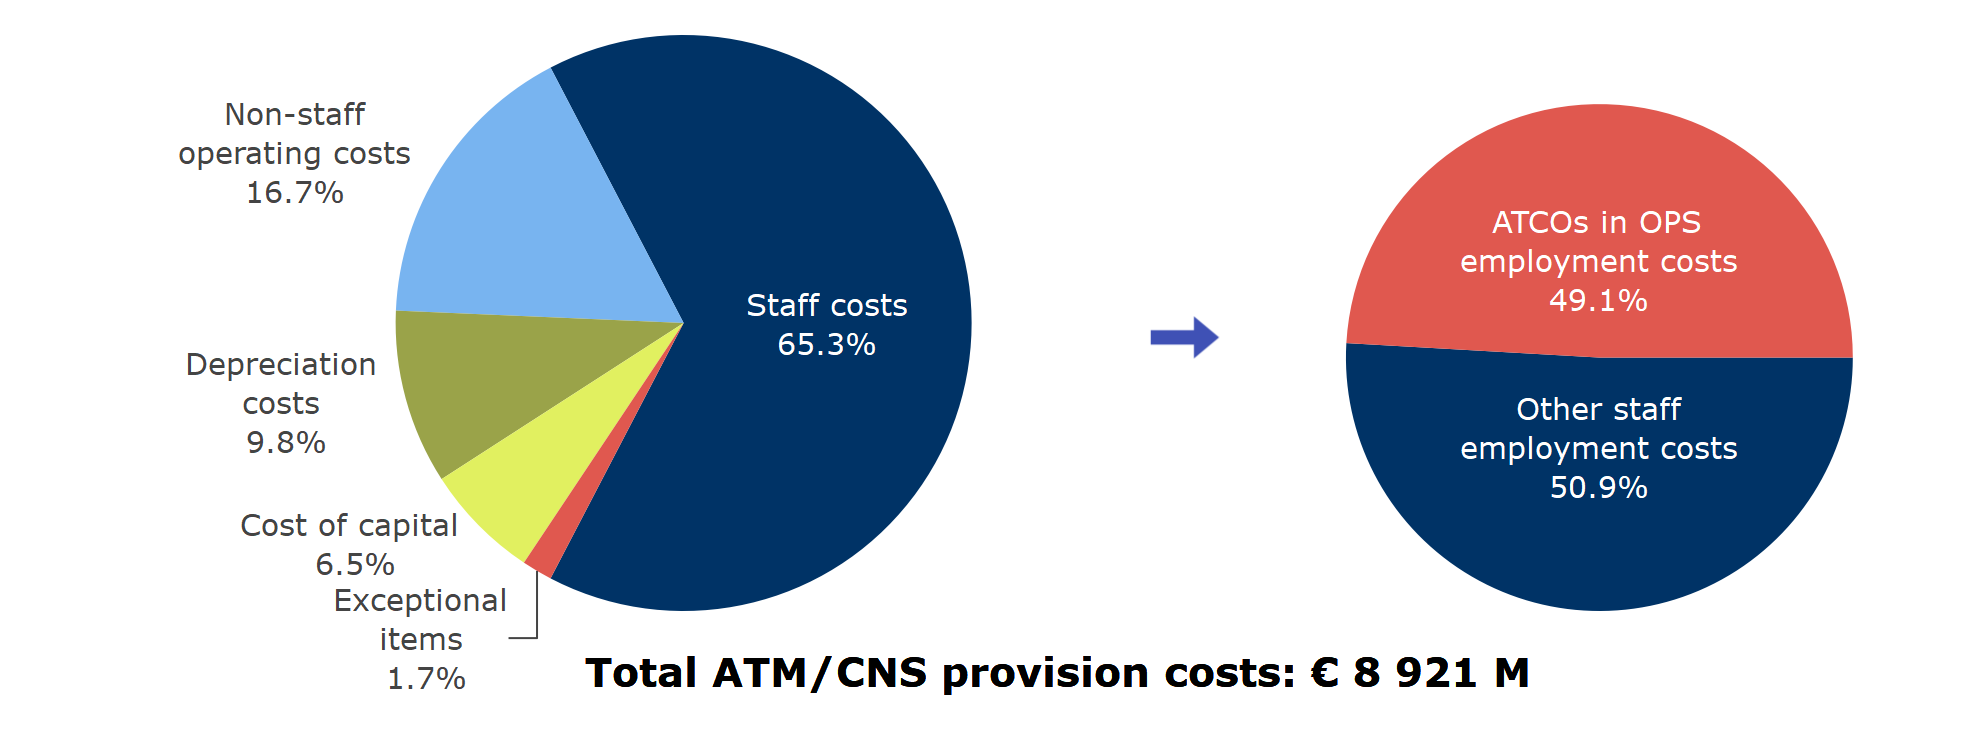 Non-staff
operating costs
16.7%
Depreciation
costs
9.8%
Cost of capital
6.5%
Exceptional
items
1.7%
Staff costs
65.3%
ATCOs in OPS
employment costs
49.1%
Other staff
employment costs
50.9%
Total ATM/CNS provision costs: € 8 921 M